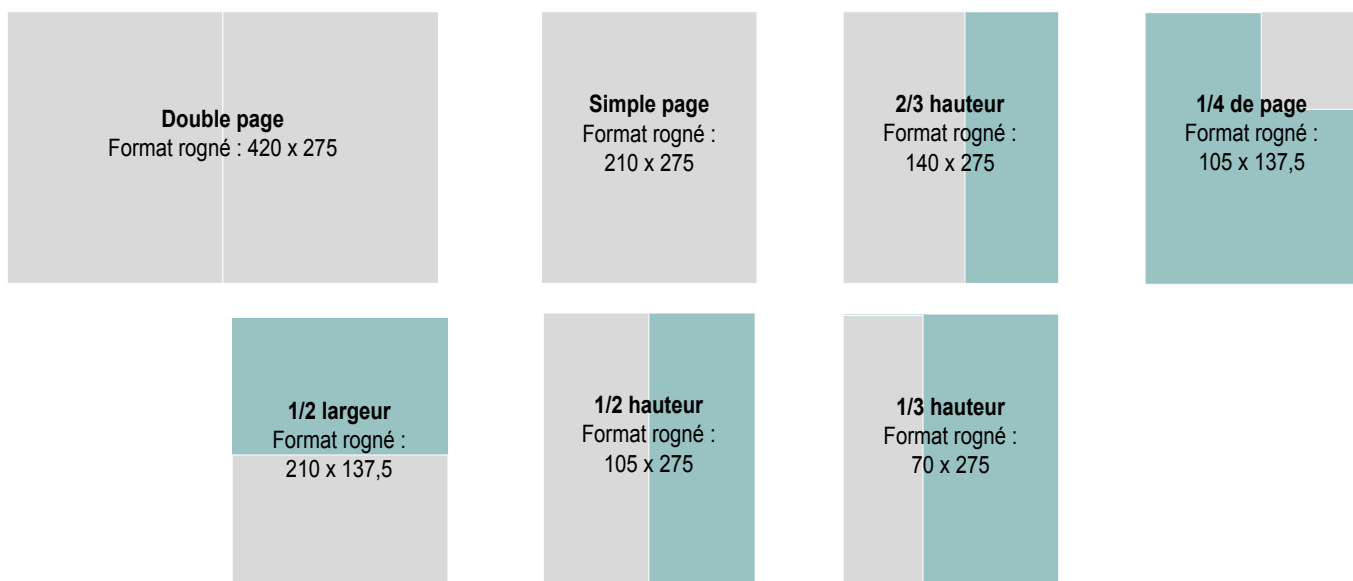 Double page
Format rogné : 420 x 275
Simple page
Format rogné :
210 x 275
2/3 hauteur
Format rogné :
140 x 275
1/4 de page
Format rogné :
105 x 137,5
1/2 largeur
Format rogné :
210 x 137,5
1/2 hauteur
Format rogné :
105 x 275
1/3 hauteur
Format rogné :
70 x 275